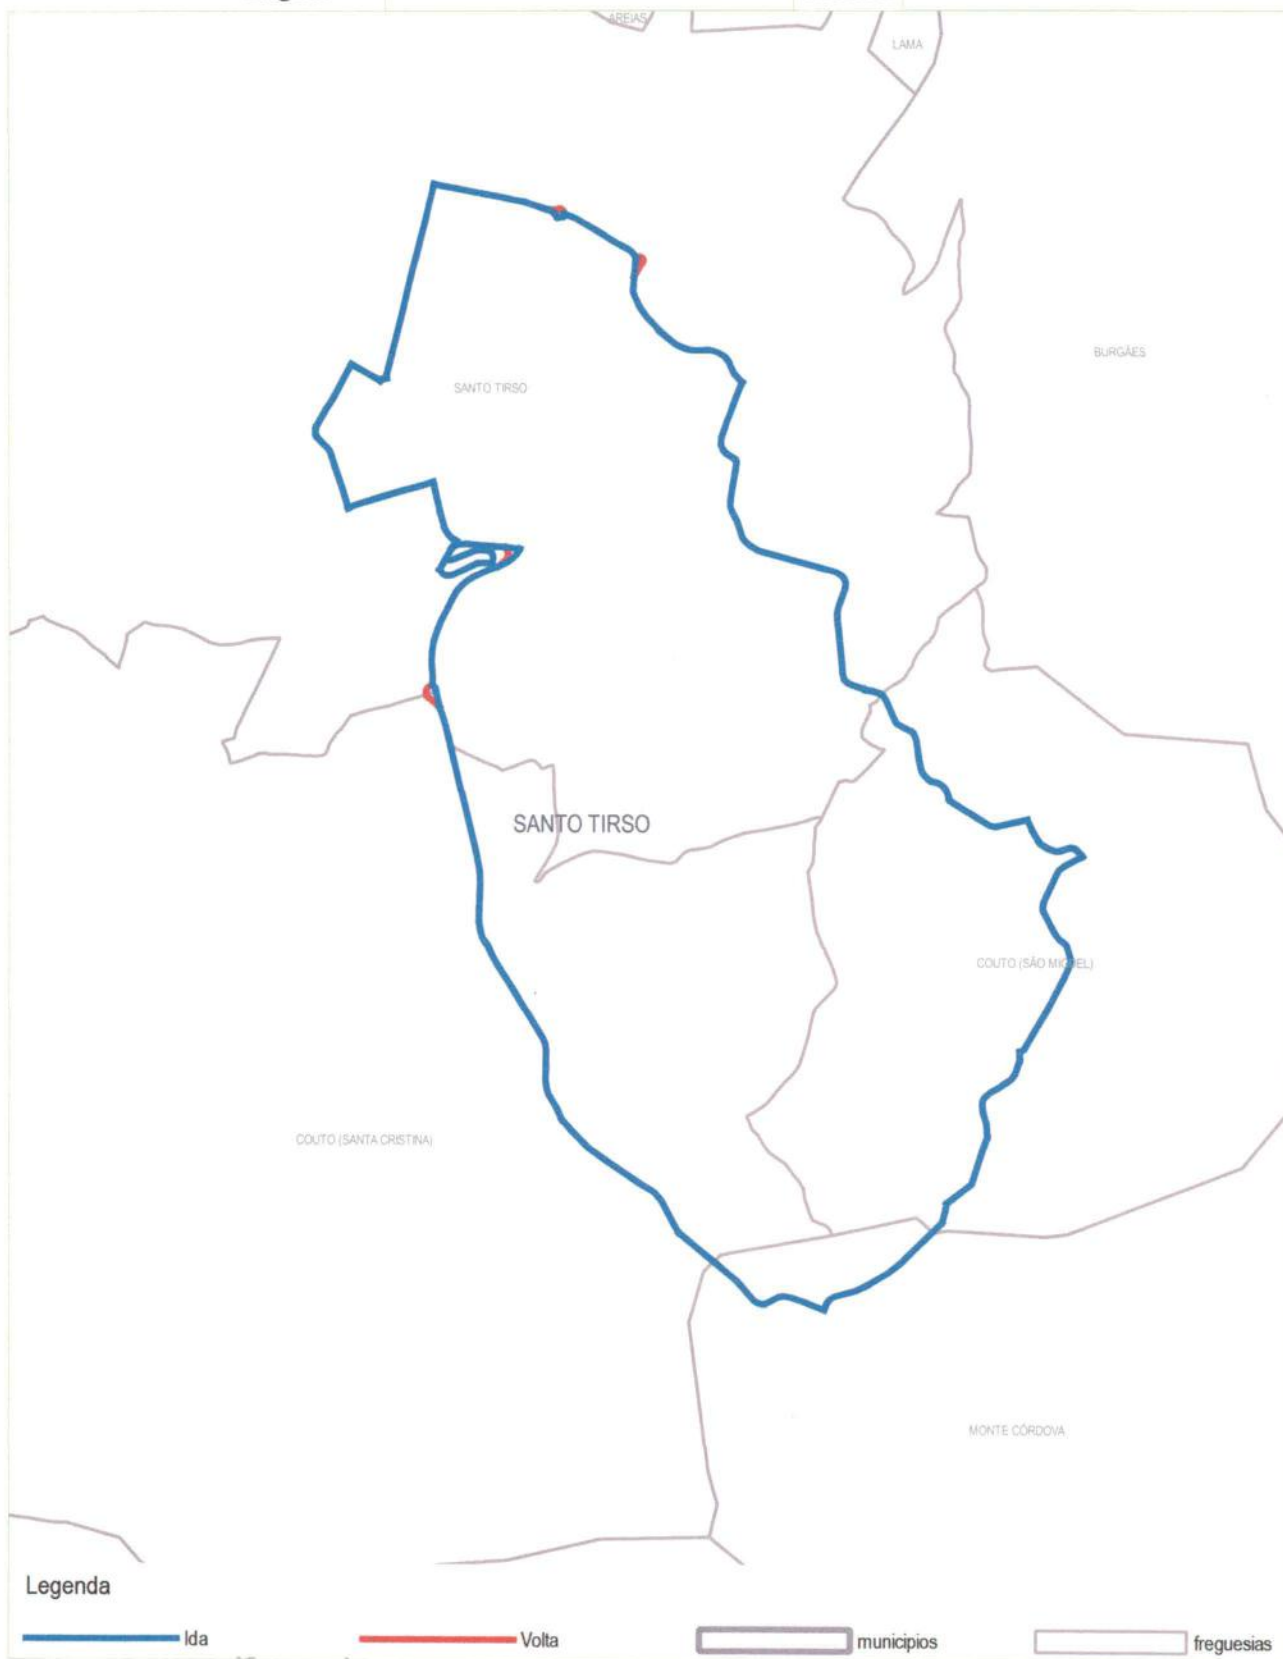 AREIAS
LAMA
BURGÃES
SANTO TIRSO
SANTO TIRSO
COUTO (SÃO MIGUEL)
COUTO (SANTA CRISTINA)
MONTE CÓRDOVA
Legenda
Ida
Volta
municipios
freguesias